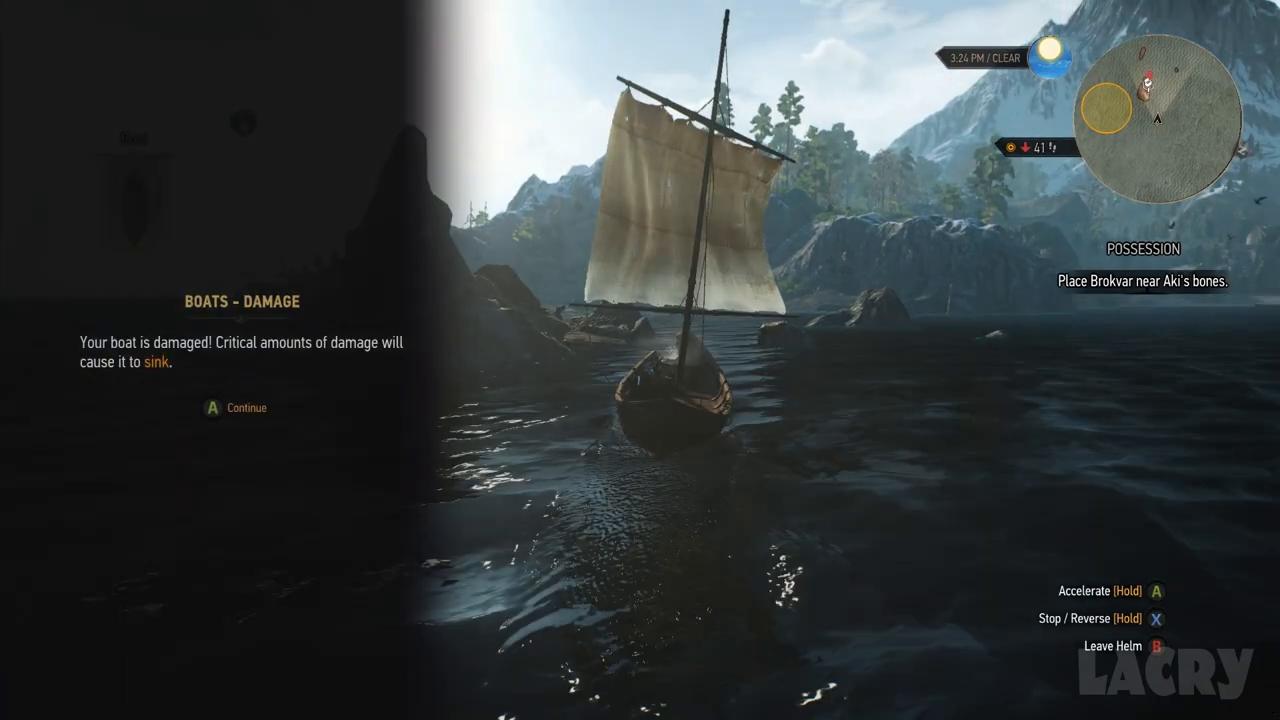 3:24 PM / CLEAR
41
POSSESSION
Place Brokvar near Aki's bones.
BOATS - DAMAGE
Your boat is damaged! Critical amounts of damage will
cause it to sink.
A Continue
Accelerate [Hold] A
Stop / Reverse [Hold] X
Leave Helm B
LACRY